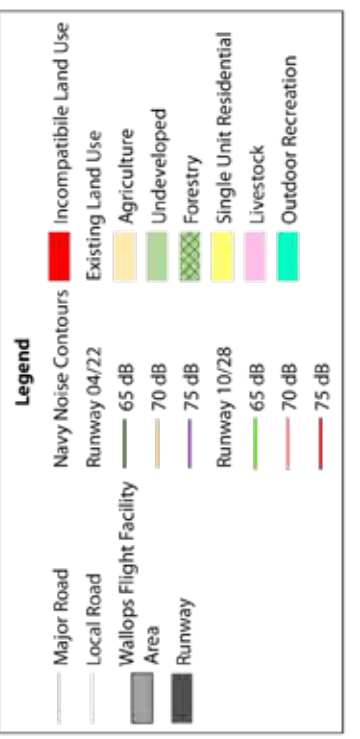 Legend
Major Road
Local Road
Wallops Flight Facility
Area
Runway
Navy Noise Contours
Runway 04/22
65 dB
70 dB
75 dB
Runway 10/28
65 dB
70 dB
75 dB
Incompatibile Land Use
Existing Land Use
Agriculture
Undeveloped
Forestry
Single Unit Residential
Livestock
Outdoor Recreation